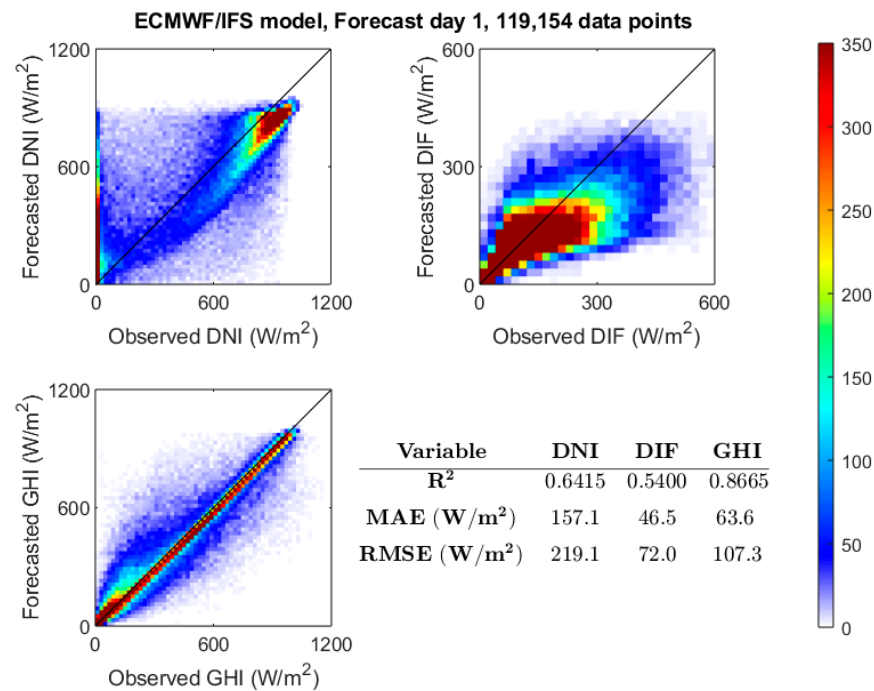 ECMWF/IFS model, Forecast day 1, 119,154 data points
1200
600
0
0
600
1200
Forecasted DNI (W/m²)
Observed DNI (W/m²)
600
300
0
0
300
600
Forecasted DIF (W/m²)
Observed DIF (W/m²)
350
300
250
200
150
100
50
0
1200
600
0
0
600
1200
Forecasted GHI (W/m²)
Observed GHI (W/m²)
Variable DNI DIF GHI
R² 0.6415 0.5400 0.8665
MAE (W/m²) 157.1 46.5 63.6
RMSE (W/m²) 219.1 72.0 107.3